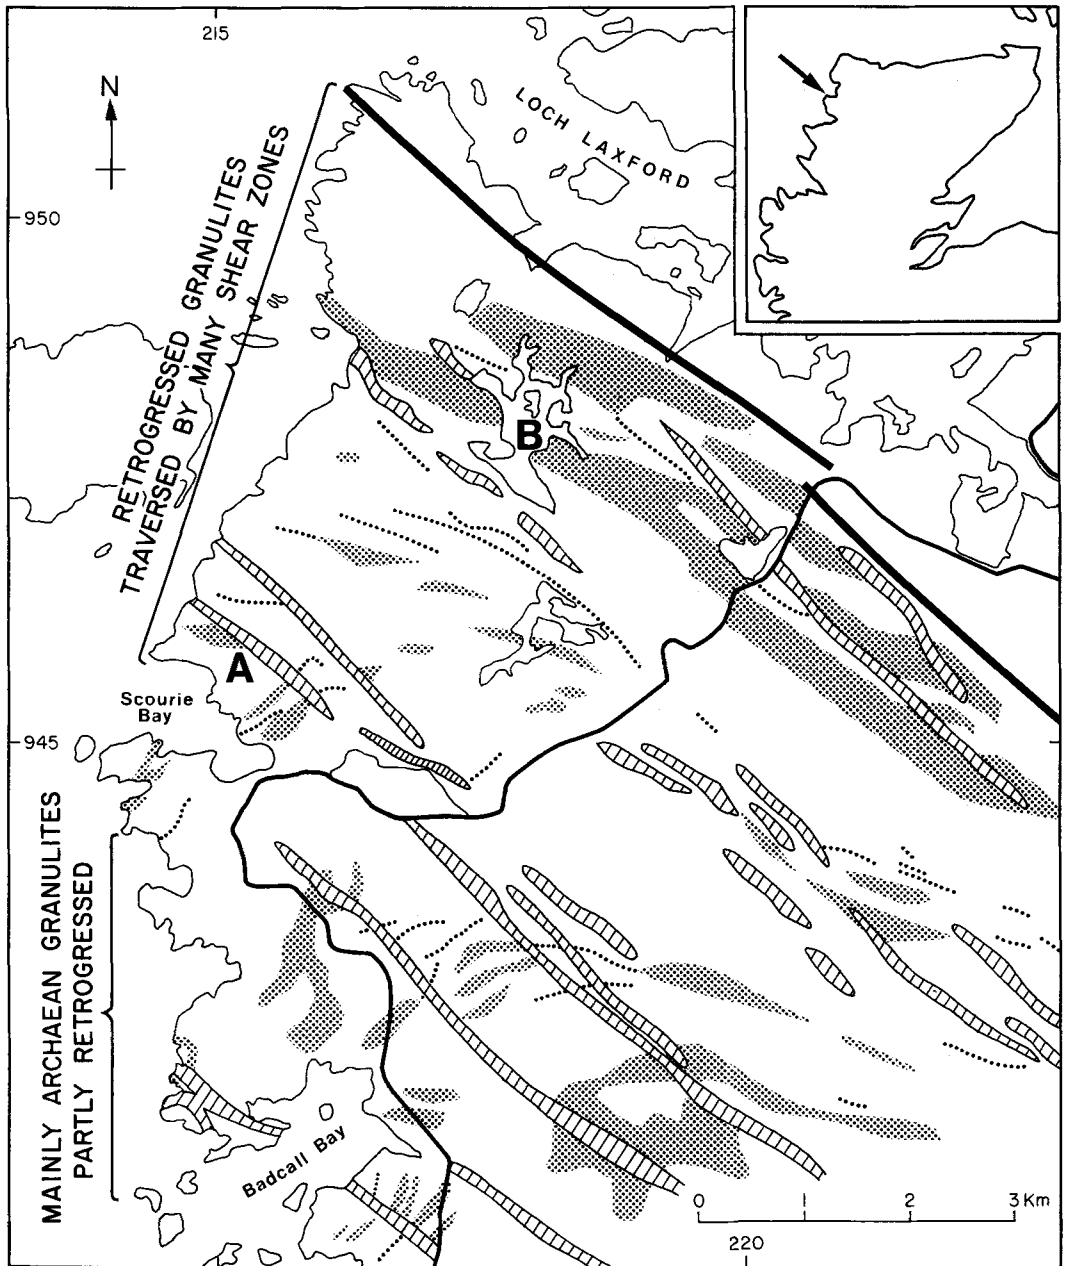 215
N
LOCH LAXFORD
950
RETROGRESSED GRANULITES
TRAVERSED BY MANY SHEAR ZONES
B
A
Scourie
Bay
945
MAINLY ARCHAEAN GRANULITES
PARTLY RETROGRESSED
Badcall Bay
0 1 2 3 Km
220